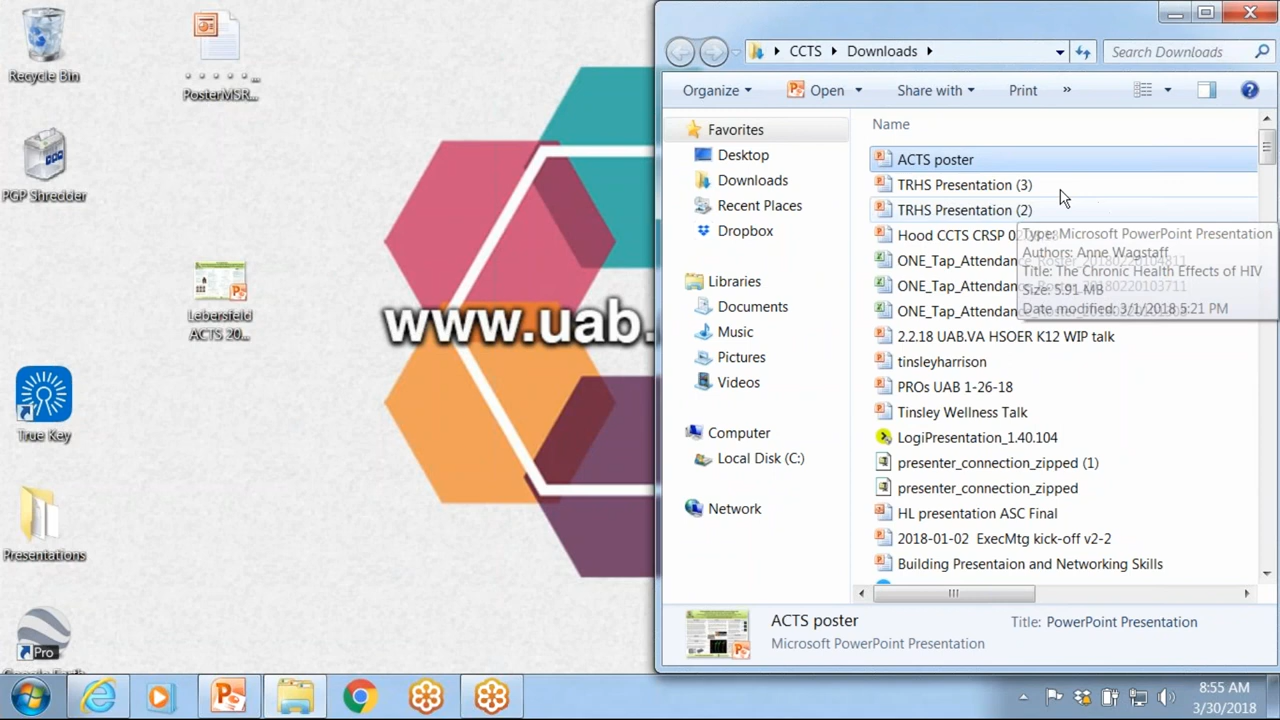 Recycle Bin
PosterMSR...
PGP Shredder
Lebersfeld
ACTS 20...
True Key
Presentations
Pro
www.uab.
CCTS
Downloads
Search Downloads
Organize
Open
Share with
Print
»
Favorites
Desktop
Downloads
Recent Places
Dropbox
Libraries
Documents
Music
Pictures
Videos
Computer
Local Disk (C:)
Network
Name
ACTS poster
TRHS Presentation (3)
TRHS Presentation (2)
Hood CCTS CRSP 0
ONE_Tap_Attendan
ONE_Tap_Attendan
ONE_Tap_Attendan
Type: Microsoft PowerPoint Presentation
Authors: Anne Wagstaff
Title: The Chronic Health Effects of HIV
Size: 5.91 MB
Date modified: 3/1/2018 5:21 PM
2.2.18 UAB.VA HSOER K12 WIP talk
tinsleyharrison
PROs UAB 1-26-18
Tinsley Wellness Talk
LogiPresentation_1.40.104
presenter_connection_zipped (1)
presenter_connection_zipped
HL presentation ASC Final
2018-01-02 ExecMtg kick-off v2-2
Building Presentaion and Networking Skills
ACTS poster
Microsoft PowerPoint Presentation
Title: PowerPoint Presentation
8:55 AM
3/30/2018